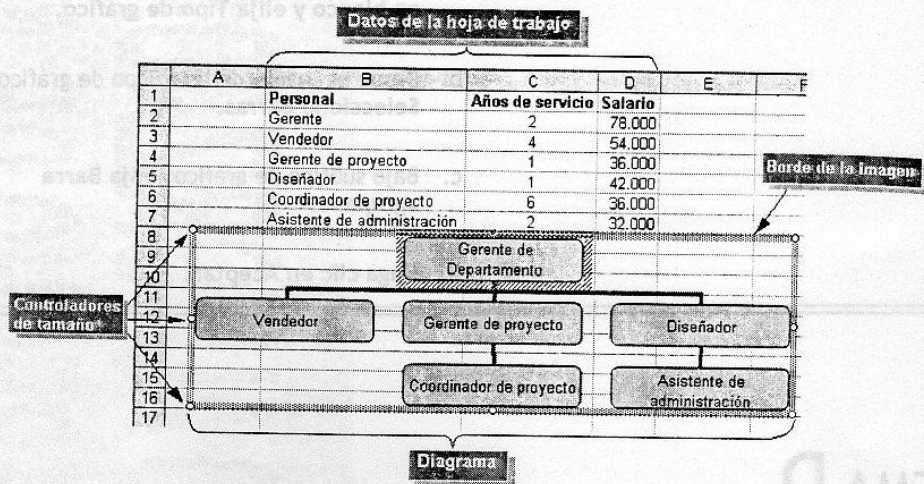 Datos de la hoja de trabajo
A B C D E F
1 Personal Años de servicio Salario
2 Gerente 2 78.000
3 Vendedor 4 54.000
4 Gerente de proyecto 1 36.000
5 Diseñador 1 42.000
6 Coordinador de proyecto 6 36.000
7 Asistente de administración 2 32.000
Borde de la Imagen
8
9
10
11
12
13
14
15
16
17
Gerente de
Departamento
Controladores
de tamaño
Vendedor
Gerente de proyecto
Diseñador
Coordinador de proyecto
Asistente de
administración
Diagrama